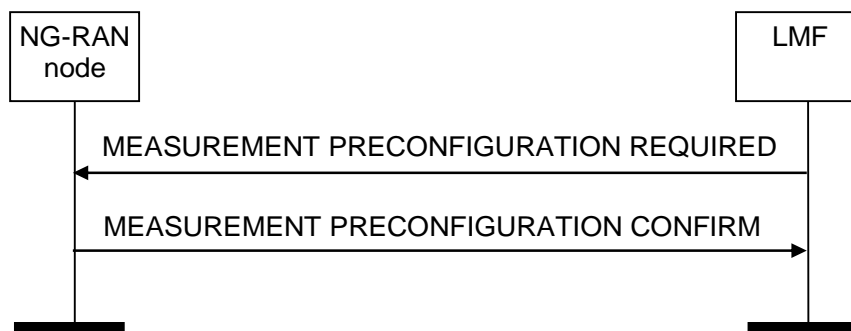 NG-RAN
node
LMF
MEASUREMENT PRECONFIGURATION REQUIRED
MEASUREMENT PRECONFIGURATION CONFIRM